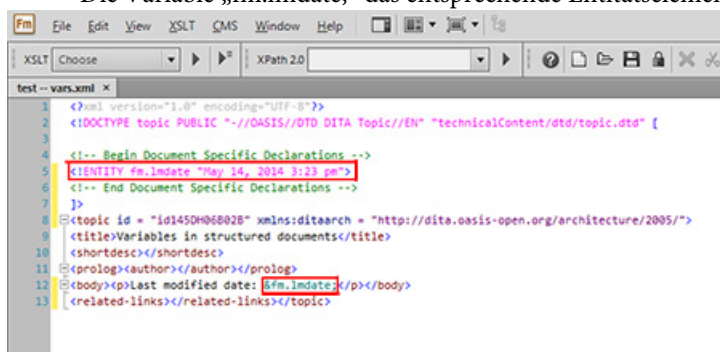 Die Variable „fm.lmdate,“ das entsprechende Entitätselement
Fm File Edit View XSLT CMS Window Help
XSLT Choose XPath 2.0
test -- vars.xml ×
1 <?xml version="1.0" encoding="UTF-8"?>
2 <!DOCTYPE topic PUBLIC "-//OASIS//DTD DITA Topic//EN" "technicalContent/dtd/topic.dtd" [
3
4 <!-- Begin Document Specific Declarations -->
5 <!ENTITY fm.lmdate "May 14, 2014 3:23 pm">
6 <!-- End Document Specific Declarations -->
7 ]>
8 <topic id = "id145DH06B02B" xmlns:ditaarch = "http://dita.oasis-open.org/architecture/2005/">
9 <title>Variables in structured documents</title>
10 <shortdesc></shortdesc>
11 <prolog><author></author></prolog>
12 <body><p>Last modified date: &fm.lmdate;</p></body>
13 <related-links></related-links></topic>